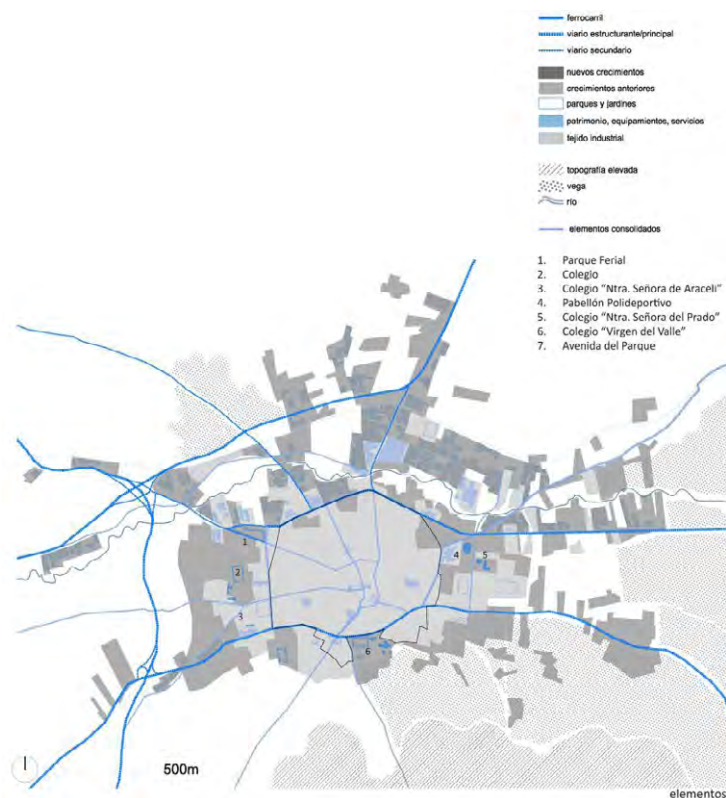 ferrocarril
viario estructurante/principal
viario secundario
nuevos crecimientos
crecimientos anteriores
parques y jardines
patrimonio, equipamientos, servicios
tejido industrial
topografía elevada
vega
río
elementos consolidados
1. Parque Ferial
2. Colegio
3. Colegio "Ntra. Señora de Araceli"
4. Pabellón Polideportivo
5. Colegio "Ntra. Señora del Prado"
6. Colegio "Virgen del Valle"
7. Avenida del Parque
1
2
3
4
5
6
500m
elementos